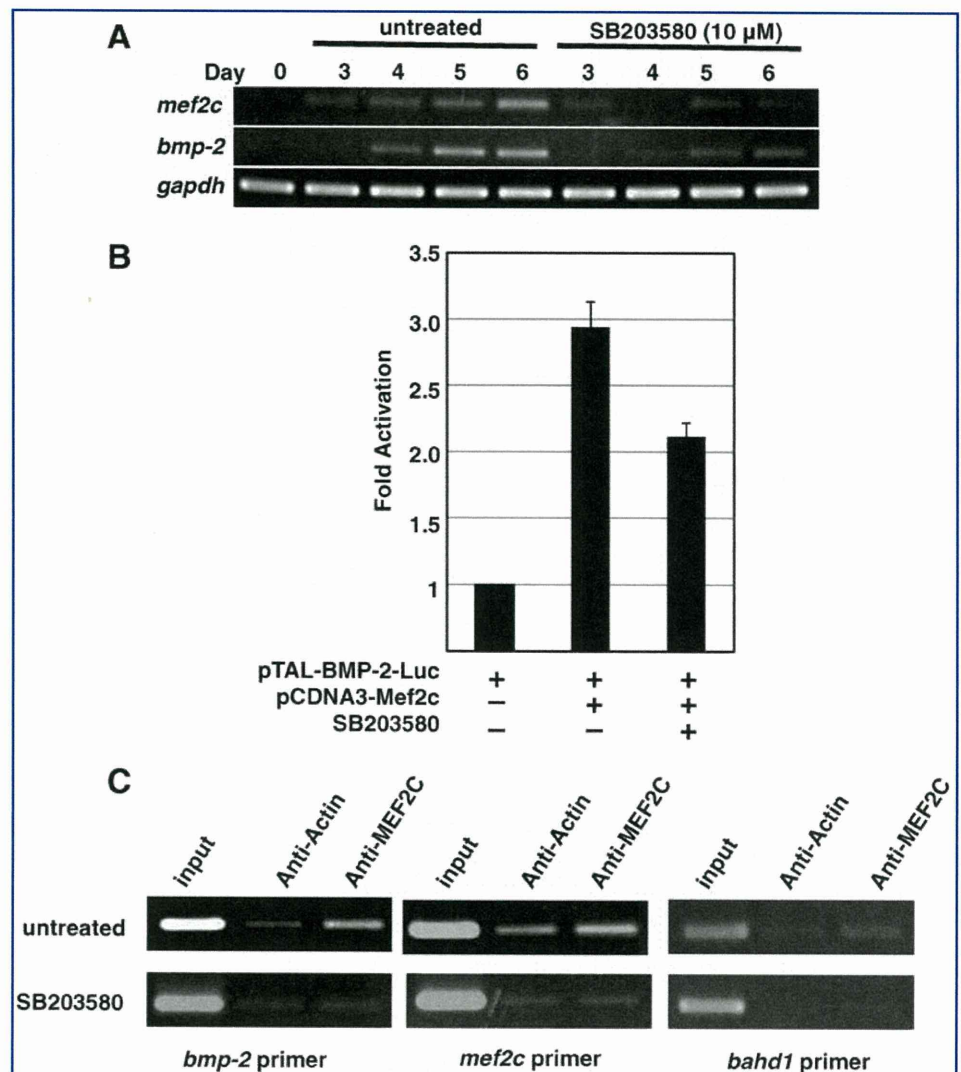 A
untreated SB203580 (10 µM)
Day 0 3 4 5 6 3 4 5 6
mef2c
bmp-2
gapdh
B
3.5
3.0
2.5
2.0
1.5
1
Fold Activation
pTAL-BMP-2-Luc + + +
pCDNA3-Mef2c − + +
SB203580 − − +
C
input Anti-Actin Anti-MEF2C input Anti-Actin Anti-MEF2C input Anti-Actin Anti-MEF2C
untreated
SB203580
bmp-2 primer mef2c primer bahd1 primer